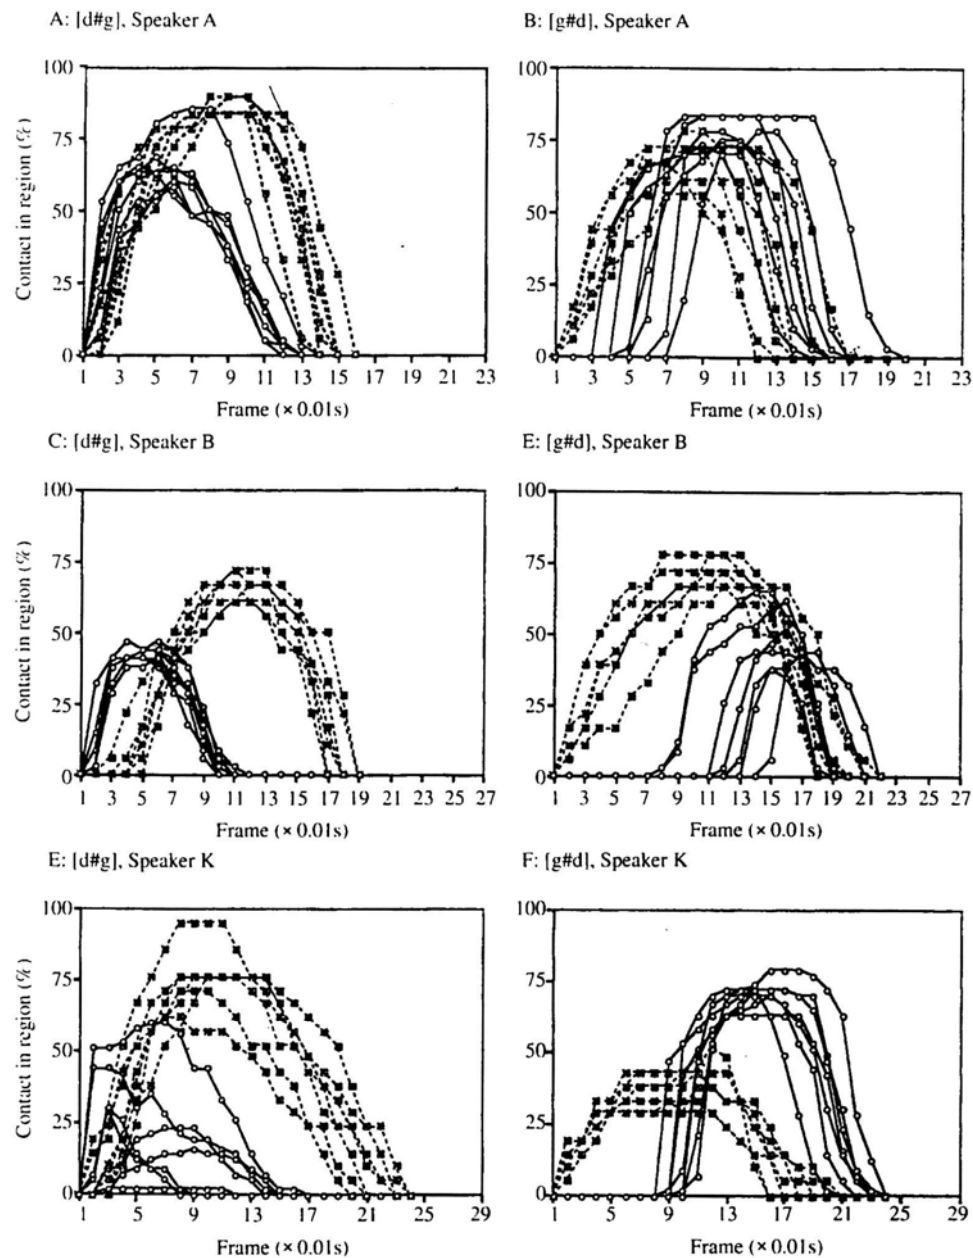 A: [d#g], Speaker A
B: [g#d], Speaker A
100
75
50
25
0
Contact in region (%)
1 3 5 7 9 11 13 15 17 19 21 23
Frame (× 0.01s)
100
75
50
25
0
1 3 5 7 9 11 13 15 17 19 21 23
Frame (× 0.01s)
C: [d#g], Speaker B
E: [g#d], Speaker B
100
75
50
25
0
Contact in region (%)
1 3 5 7 9 11 13 15 17 19 21 23 25 27
Frame (× 0.01s)
100
75
50
25
0
1 3 5 7 9 11 13 15 17 19 21 23 25 27
Frame (× 0.01s)
E: [d#g], Speaker K
F: [g#d], Speaker K
100
75
50
25
0
Contact in region (%)
1 5 9 13 17 21 25 29
Frame (× 0.01s)
100
75
50
25
0
1 5 9 13 17 21 25 29
Frame (× 0.01s)